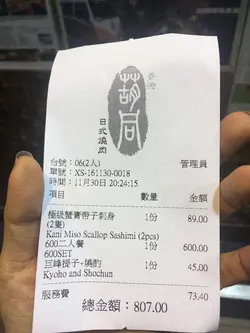 香港
葫同
日式燒肉
台號：06(2人) 管理員
單號：XS-161130-0018
時間：11月30日 20:24:15
項目 數量 金額
極級蟹膏帶子刺身 1份 89.00
(2隻)
Kani Miso Scallop Sashimi (2pcs)
600二人餐 1份 600.00
600SET
巨峰提子+燒酌 1份 45.00
Kyoho and Shochun
服務費 73.40
總金額：807.00